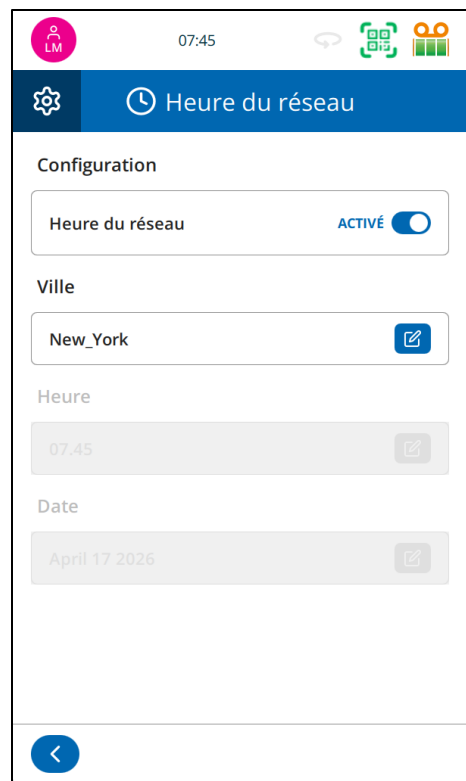 LM
07:45
Heure du réseau
Configuration
Heure du réseau
ACTIVÉ
Ville
New_York
Heure
07.45
Date
April 17 2026